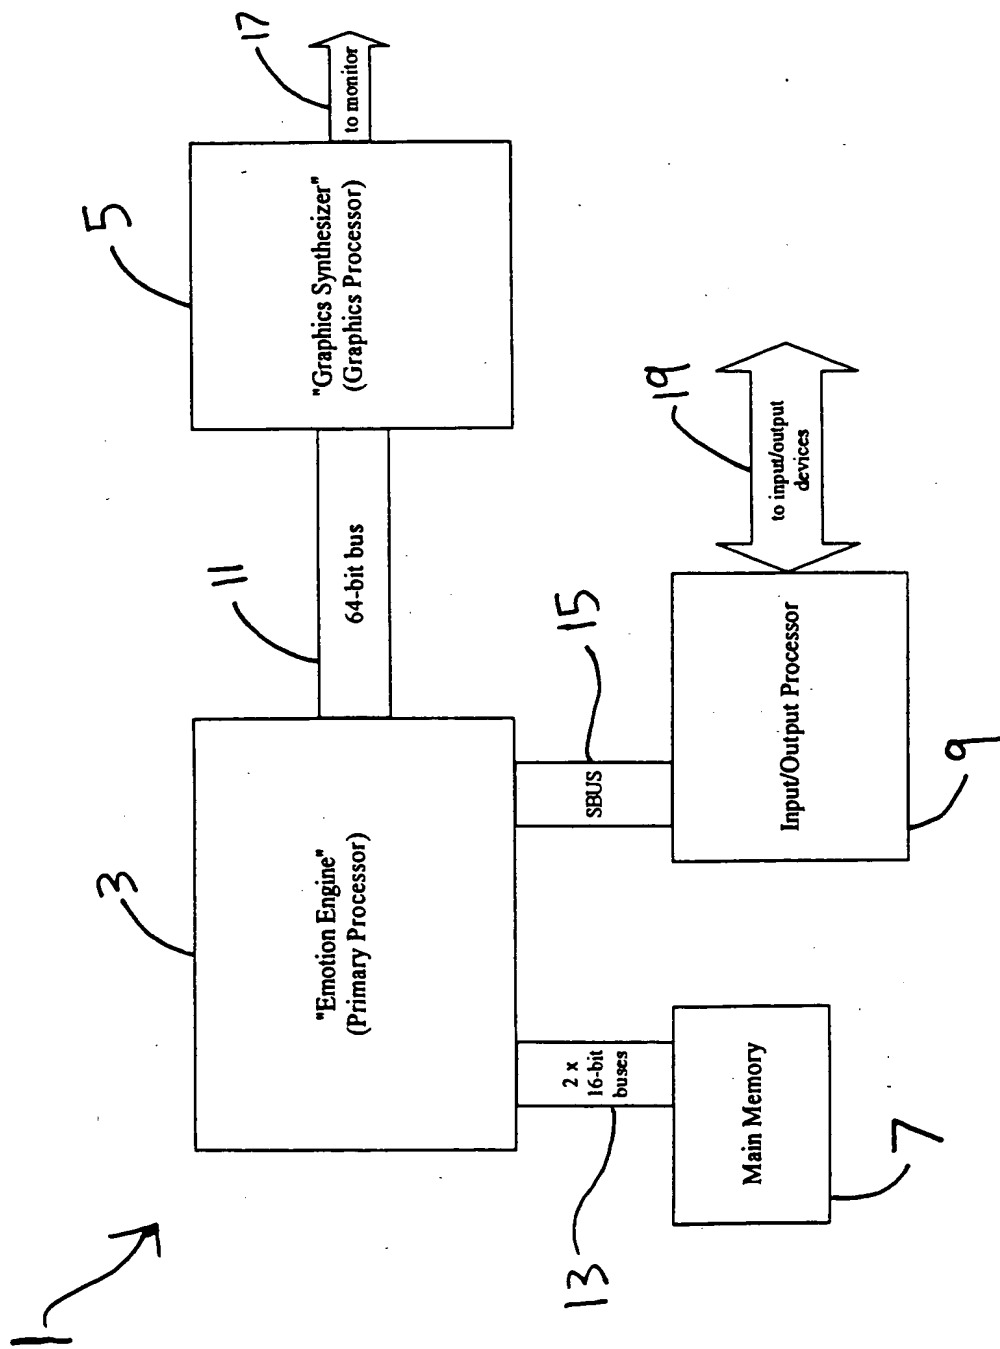 1
3
"Emotion Engine"
(Primary Processor)
11
64-bit bus
5
"Graphics Synthesizer"
(Graphics Processor)
17
to monitor
13
2 x
16-bit
buses
15
SBUS
19
to input/output
devices
Main Memory
7
Input/Output Processor
9